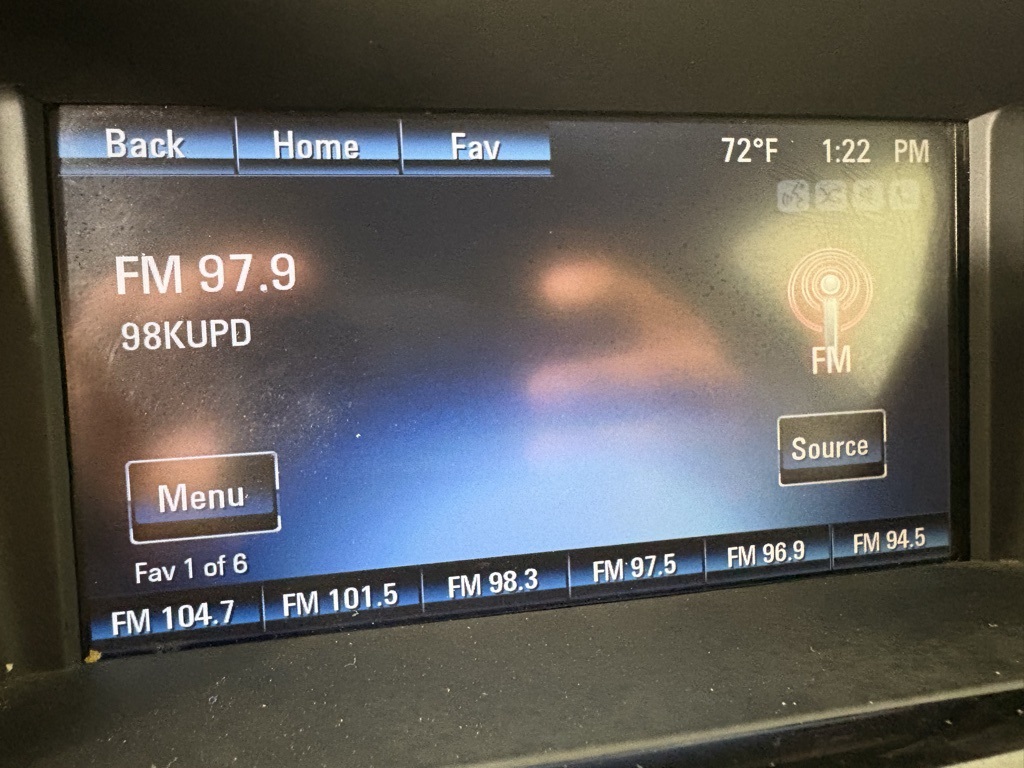 Back Home Fav 72°F 1:22 PM
FM 97.9
98KUPD
FM
Source
Menu
Fav 1 of 6
FM 104.7 FM 101.5 FM 98.3 FM 97.5 FM 96.9 FM 94.5